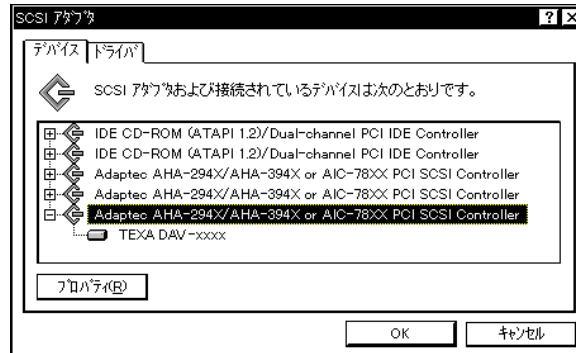 SCSI アダプタ
デバイス ドライバ
SCSI アダプタおよび接続されているデバイスは次のとおりです。
IDE CD-ROM (ATAPI 1.2)/Dual-channel PCI IDE Controller
IDE CD-ROM (ATAPI 1.2)/Dual-channel PCI IDE Controller
Adaptec AHA-294X/AHA-394X or AIC-78XX PCI SCSI Controller
Adaptec AHA-294X/AHA-394X or AIC-78XX PCI SCSI Controller
Adaptec AHA-294X/AHA-394X or AIC-78XX PCI SCSI Controller
TEXA DAV-xxxx
プロパティ(R)
OK キャンセル